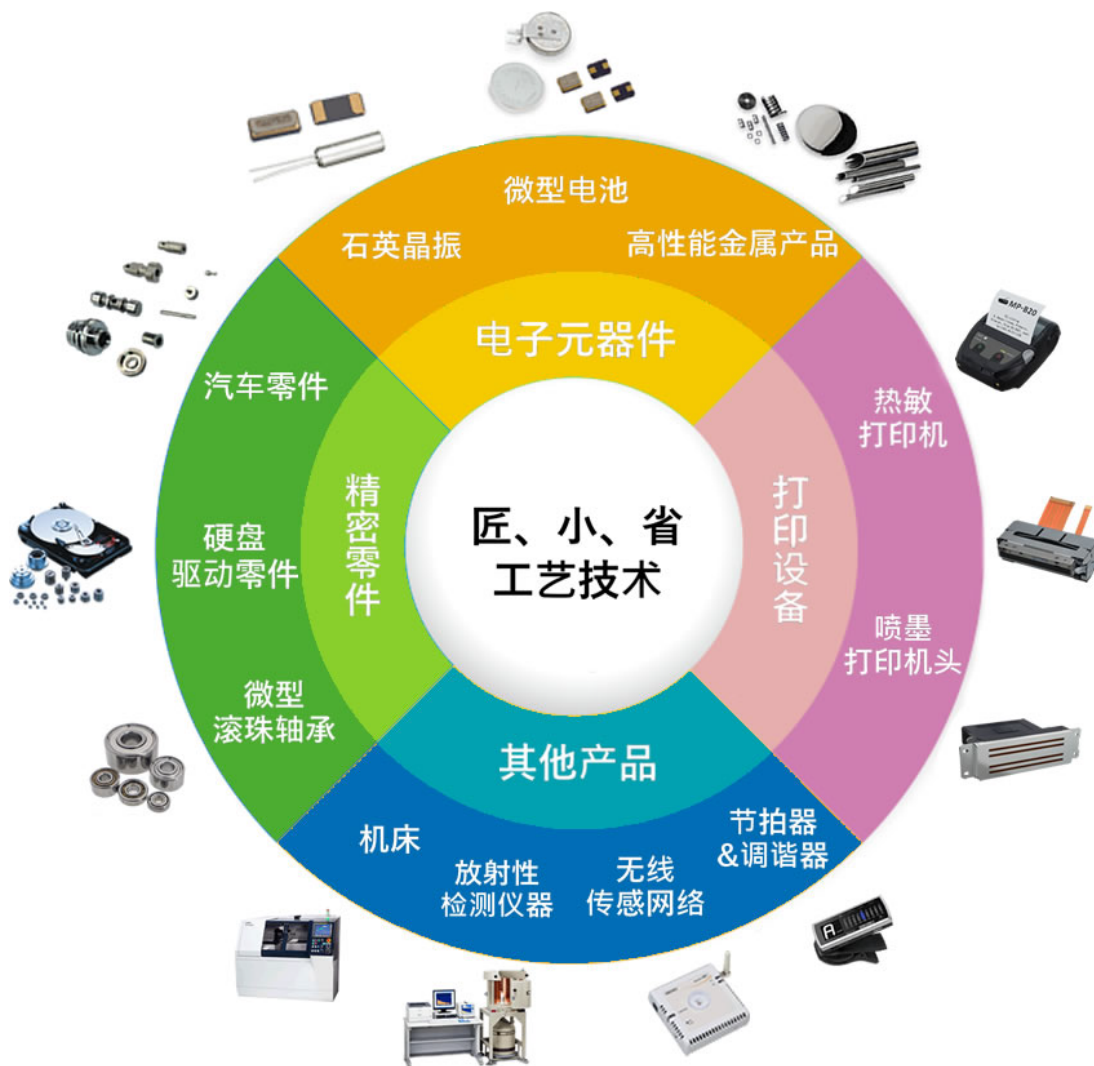 微型电池
石英晶振
高性能金属产品
电子元器件
MP-820
汽车零件
热敏
打印机
精密零件
打印设备
匠、小、省
工艺技术
硬盘
驱动零件
喷墨
打印机头
微型
滚珠轴承
其他产品
机床
放射性
检测仪器
无线
传感网络
节拍器
&调谐器
A